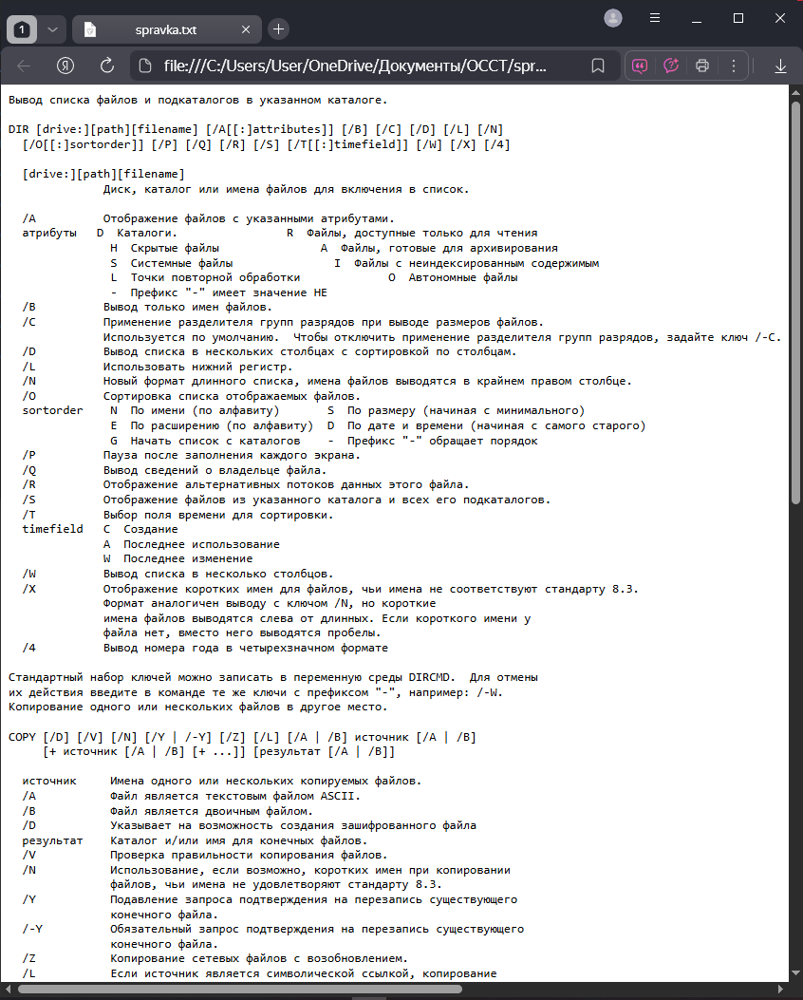 1
spravka.txt
file:///C:/Users/User/OneDrive/Документы/ОССТ/spr...
Вывод списка файлов и подкаталогов в указанном каталоге.
DIR [drive:][path][filename] [/A[[:]attributes]] [/B] [/C] [/D] [/L] [/N]
[/O[[:]sortorder]] [/P] [/Q] [/R] [/S] [/T[[:]timefield]] [/W] [/X] [/4]
[drive:][path][filename]
Диск, каталог или имена файлов для включения в список.
/A Отображение файлов с указанными атрибутами.
атрибуты D Каталоги. R Файлы, доступные только для чтения
H Скрытые файлы A Файлы, готовые для архивирования
S Системные файлы I Файлы с неиндексированным содержимым
L Точки повторной обработки O Автономные файлы
- Префикс "-" имеет значение НЕ
/B Вывод только имен файлов.
/C Применение разделителя групп разрядов при выводе размеров файлов.
Используется по умолчанию. Чтобы отключить применение разделителя групп разрядов, задайте ключ /-C.
/D Вывод списка в нескольких столбцах с сортировкой по столбцам.
/L Использовать нижний регистр.
/N Новый формат длинного списка, имена файлов выводятся в крайнем правом столбце.
/O Сортировка списка отображаемых файлов.
sortorder N По имени (по алфавиту) S По размеру (начиная с минимального)
E По расширению (по алфавиту) D По дате и времени (начиная с самого старого)
G Начать список с каталогов - Префикс "-" обращает порядок
/P Пауза после заполнения каждого экрана.
/Q Вывод сведений о владельце файла.
/R Отображение альтернативных потоков данных этого файла.
/S Отображение файлов из указанного каталога и всех его подкаталогов.
/T Выбор поля времени для сортировки.
timefield C Создание
A Последнее использование
W Последнее изменение
/W Вывод списка в несколько столбцов.
/X Отображение коротких имен для файлов, чьи имена не соответствуют стандарту 8.3.
Формат аналогичен выводу с ключом /N, но короткие
имена файлов выводятся слева от длинных. Если короткого имени у
файла нет, вместо него выводятся пробелы.
/4 Вывод номера года в четырехзначном формате
Стандартный набор ключей можно записать в переменную среды DIRCMD. Для отмены
их действия введите в команде те же ключи с префиксом "-", например: /-W.
Копирование одного или нескольких файлов в другое место.
COPY [/D] [/V] [/N] [/Y | /-Y] [/Z] [/L] [/A | /B] источник [/A | /B]
[+ источник [/A | /B] [+ ...]] [результат [/A | /B]]
источник Имена одного или нескольких копируемых файлов.
/A Файл является текстовым файлом ASCII.
/B Файл является двоичным файлом.
/D Указывает на возможность создания зашифрованного файла
результат Каталог и/или имя для конечных файлов.
/V Проверка правильности копирования файлов.
/N Использование, если возможно, коротких имен при копировании
файлов, чьи имена не удовлетворяют стандарту 8.3.
/Y Подавление запроса подтверждения на перезапись существующего
конечного файла.
/-Y Обязательный запрос подтверждения на перезапись существующего
конечного файла.
/Z Копирование сетевых файлов с возобновлением.
/L Если источник является символической ссылкой, копирование